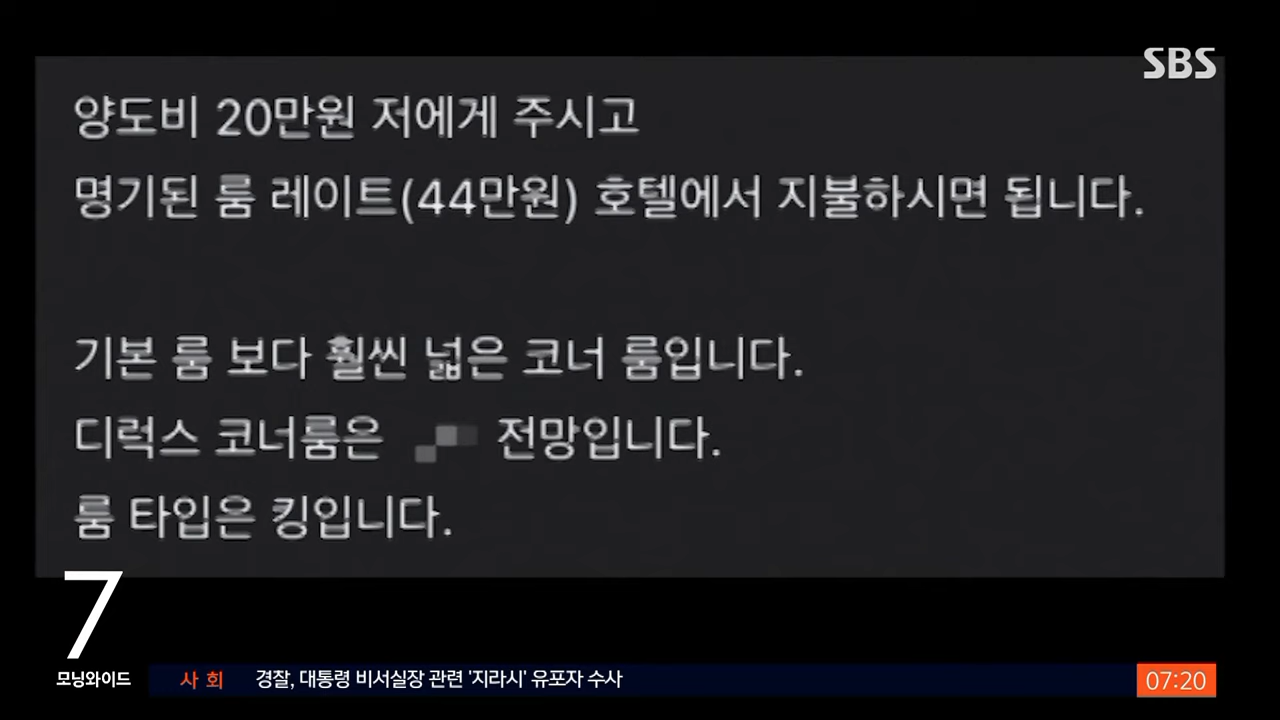 SBS
양도비 20만원 저에게 주시고
명기된 룸 레이트(44만원) 호텔에서 지불하시면 됩니다.
기본 룸 보다 훨씬 넓은 코너 룸입니다.
디럭스 코너룸은 전망입니다.
룸 타입은 킹입니다.
7
모닝와이드
사회 경찰, 대통령 비서실장 관련 '지라시' 유포자 수사 07:20